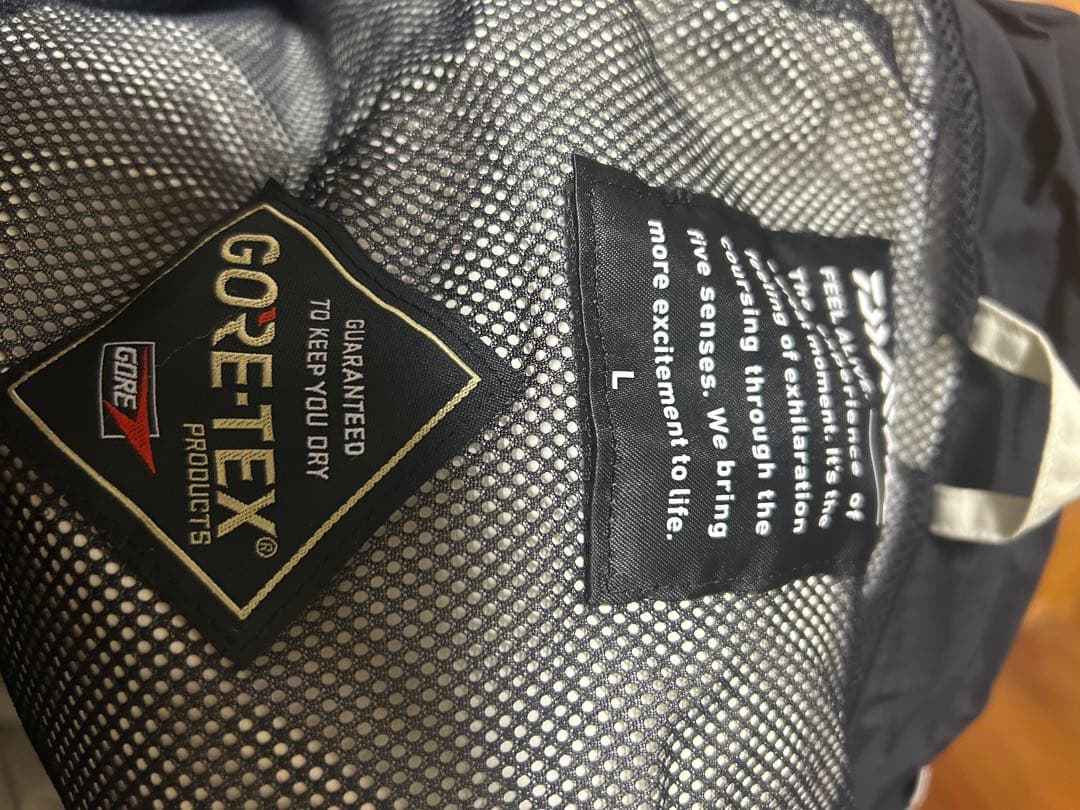 GORE-TEX®
PRODUCTS
GORE
GUARANTEED
TO KEEP YOU DRY
FEEL ALIVE.
The experience of
moment. It's the
feeling of exhilaration
coursing through the
five senses. We bring
more excitement to life.
L